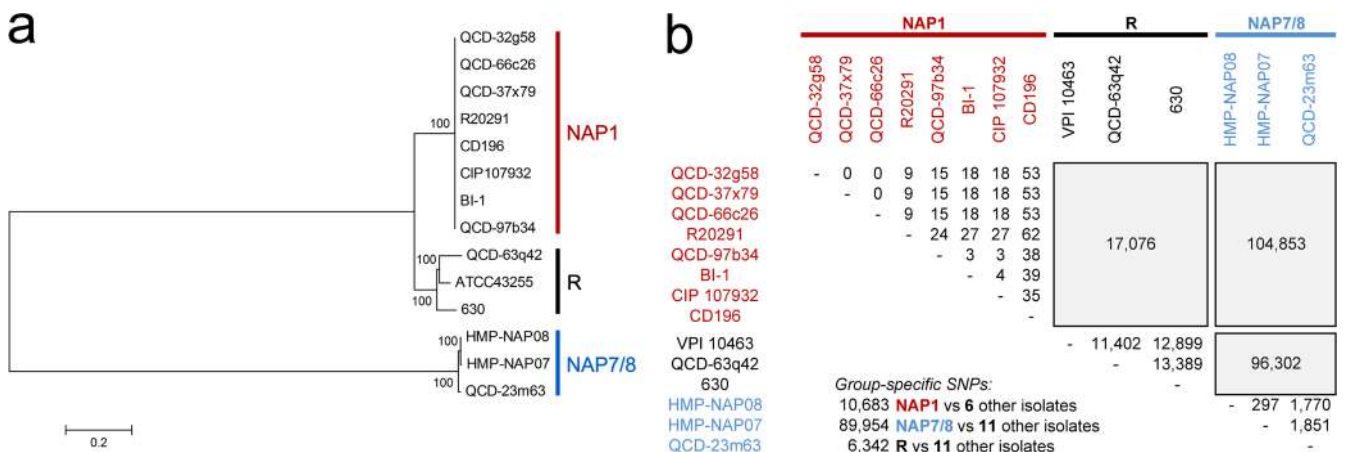 a
QCD-32g58
QCD-66c26
QCD-37x79
R20291
CD196
CIP107932
BI-1
QCD-97b34
QCD-63q42
ATCC43255
630
HMP-NAP08
HMP-NAP07
QCD-23m63
100
100
100
100
100
NAP1
R
NAP7/8
0.2
b
NAP1 R NAP7/8
QCD-32g58 QCD-37x79 QCD-66c26 R20291 QCD-97b34 BI-1 CIP 107932 CD196 VPI 10463 QCD-63q42 630 HMP-NAP08 HMP-NAP07 QCD-23m63
QCD-32g58 - 0 0 9 15 18 18 53
QCD-37x79 - 0 9 15 18 18 53
QCD-66c26 - 9 15 18 18 53
R20291 - 24 27 27 62
QCD-97b34 - 3 3 38
BI-1 - 4 39
CIP 107932 - 35
CD196 -
17,076 104,853
VPI 10463 - 11,402 12,899
QCD-63q42 - 13,389
630 -
96,302
HMP-NAP08 - 297 1,770
HMP-NAP07 - 1,851
QCD-23m63 -
Group-specific SNPs:
10,683 NAP1 vs 6 other isolates
89,954 NAP7/8 vs 11 other isolates
6,342 R vs 11 other isolates